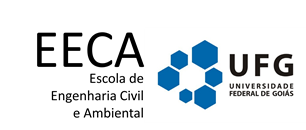 EECA
Escola de
Engenharia Civil
e Ambiental
UFG
UNIVERSIDADE
FEDERAL DE GOIÁS